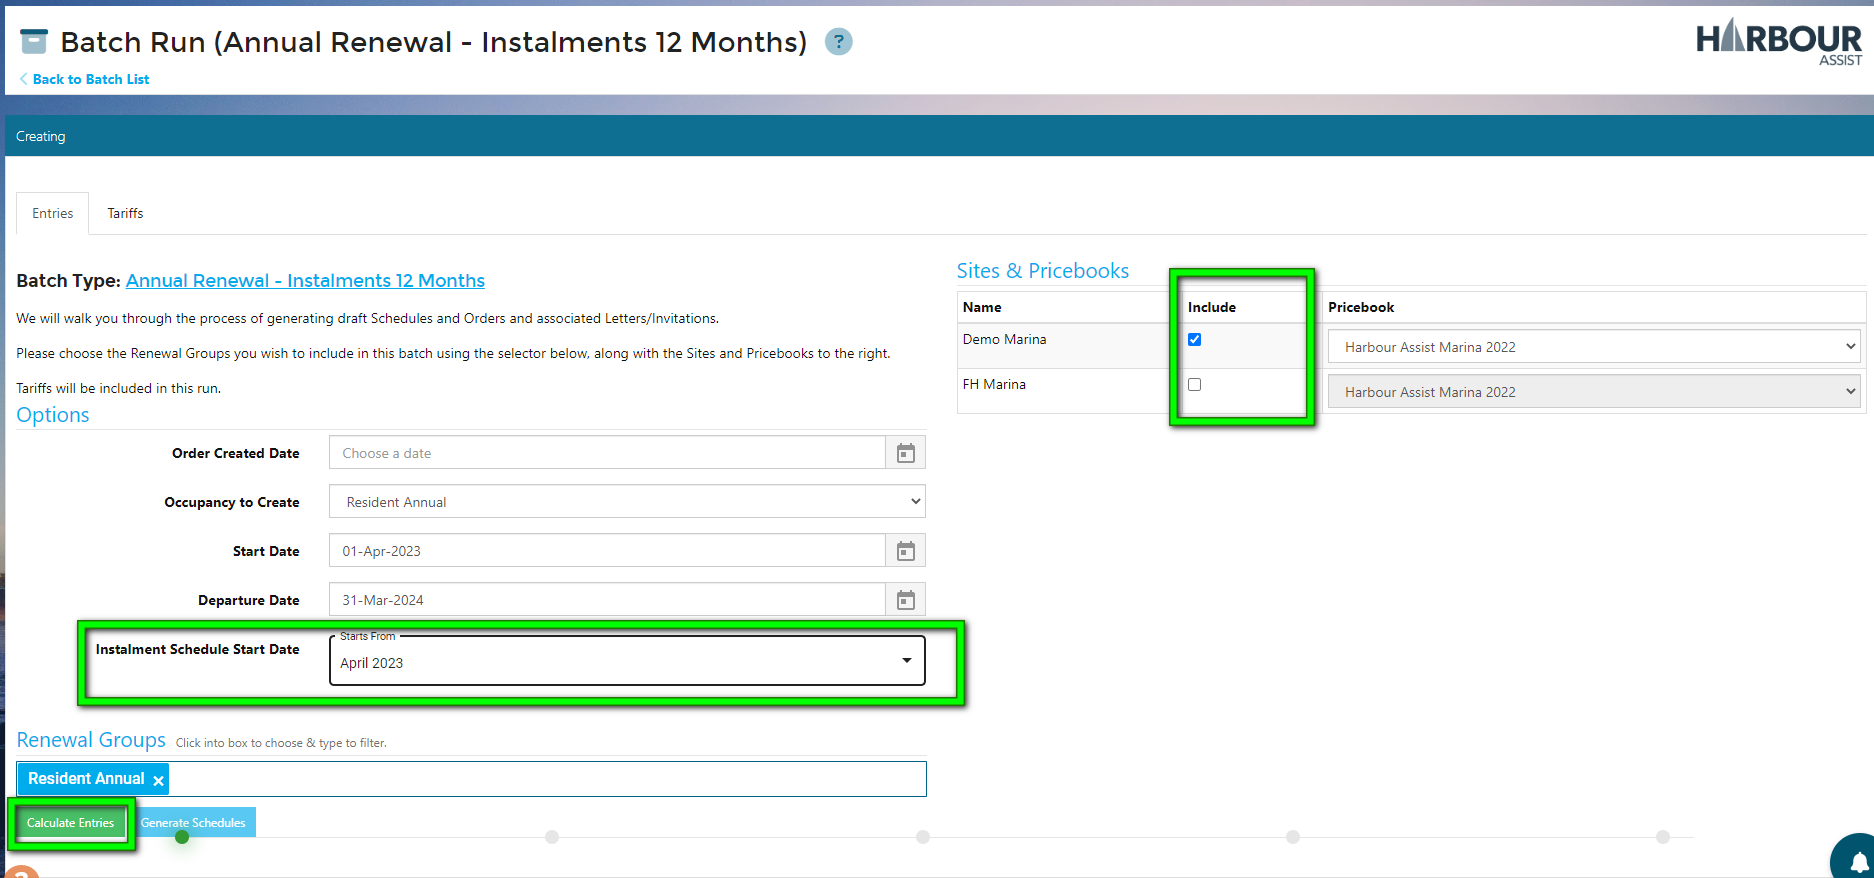 Batch Run (Annual Renewal - Instalments 12 Months) ?
HARBOUR
ASSIST
Back to Batch List
Creating
Entries Tariffs
Batch Type: Annual Renewal - Instalments 12 Months
We will walk you through the process of generating draft Schedules and Orders and associated Letters/Invitations.
Please choose the Renewal Groups you wish to include in this batch using the selector below, along with the Sites and Pricebooks to the right.
Tariffs will be included in this run.
Sites & Pricebooks
Name Include Pricebook
Demo Marina Harbour Assist Marina 2022
FH Marina Harbour Assist Marina 2022
Options
Order Created Date Choose a date
Occupancy to Create Resident Annual
Start Date 01-Apr-2023
Departure Date 31-Mar-2024
Instalment Schedule Start Date Starts From
April 2023
Renewal Groups Click into box to choose & type to filter.
Resident Annual ×
Calculate Entries Generate Schedules